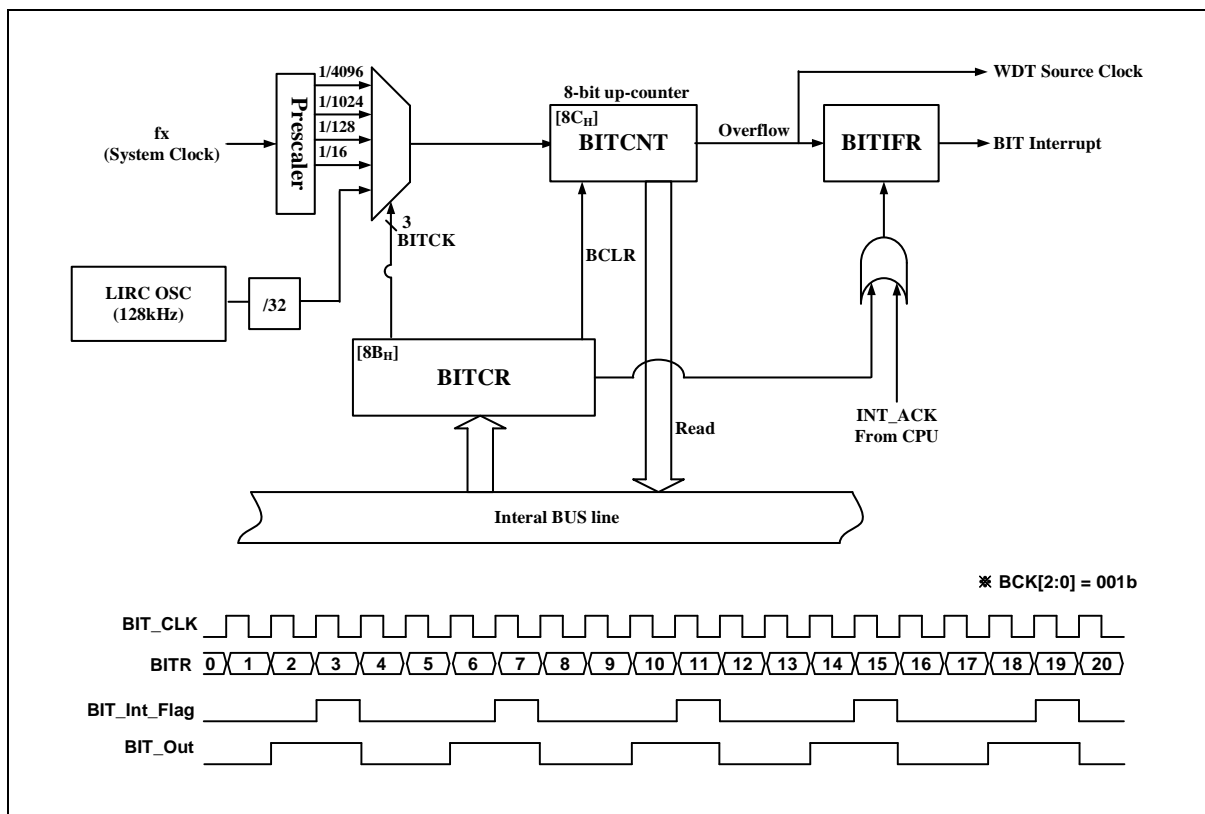 1/4096
1/1024
1/128
1/16
Prescaler
fx
(System Clock)
8-bit up-counter
[8CH]
BITCNT
Overflow
WDT Source Clock
BITIFR
BIT Interrupt
3
BITCK
BCLR
LIRC OSC
(128kHz)
/32
[8BH]
BITCR
Read
INT_ACK
From CPU
Interal BUS line
※ BCK[2:0] = 001b
BIT_CLK
BITR 0 1 2 3 4 5 6 7 8 9 10 11 12 13 14 15 16 17 18 19 20
BIT_Int_Flag
BIT_Out